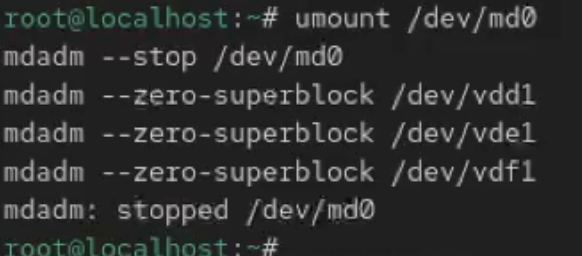 root@localhost:~# umount /dev/md0
mdadm --stop /dev/md0
mdadm --zero-superblock /dev/vdd1
mdadm --zero-superblock /dev/vde1
mdadm --zero-superblock /dev/vdf1
mdadm: stopped /dev/md0
root@localhost:~#